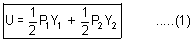 U = 1/2 P₁Y₁ + 1/2 P₂Y₂ .....(1)